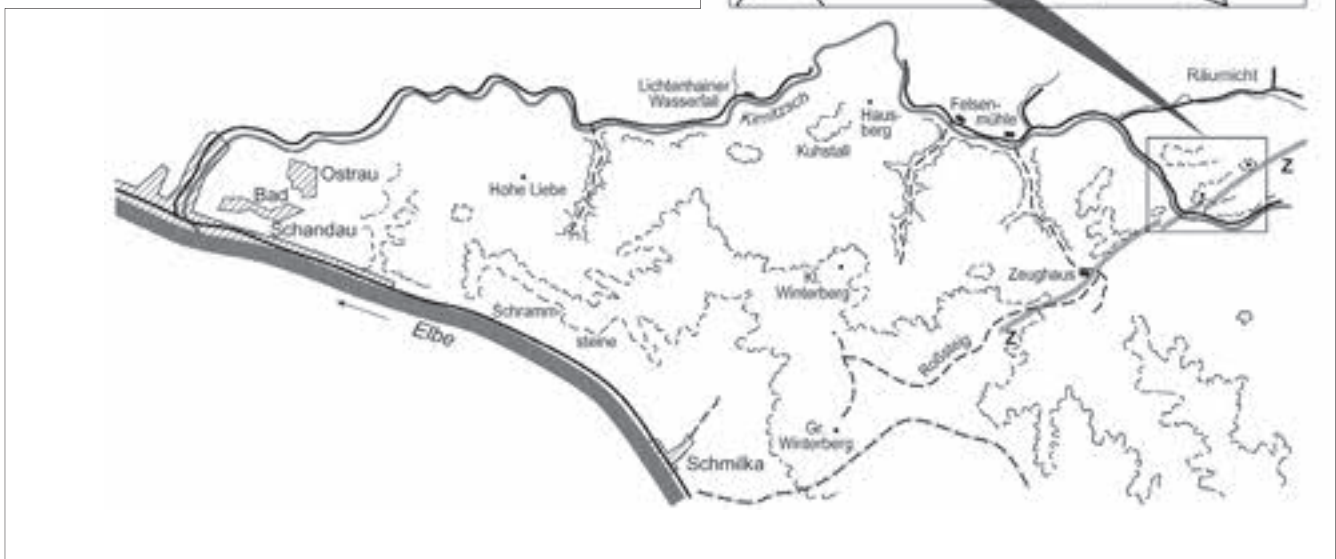 Lichtenhainer
Wasserfall
Kirnitzsch
Haus-
berg
Kuhstall
Felsen-
mühle
Räumicht
Z
Ostrau
Bad
Schandau
Hohe Liebe
Kl.
Winterberg
Zeughaus
Z
Schramm-
steine
Elbe
Roßsteig
Gr.
Winterberg
Schmilka